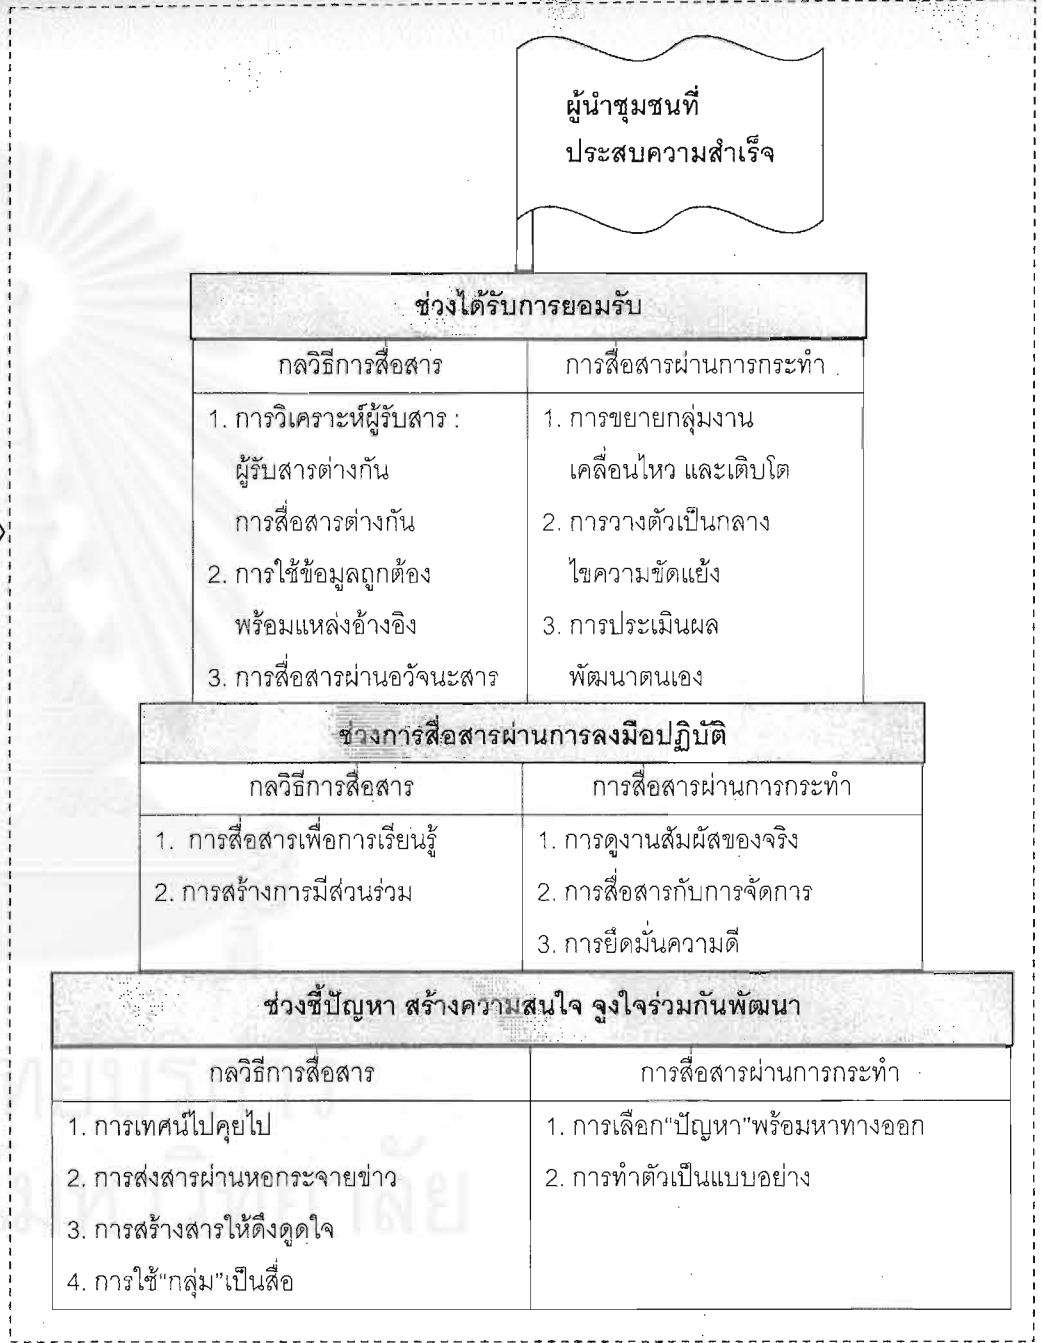 ผู้นำชุมชนที่
ประสบความสำเร็จ
ช่วงได้รับการยอมรับ
กลวิธีการสื่อสาร
การสื่อสารผ่านการกระทำ
1. การวิเคราะห์ผู้รับสาร :
ผู้รับสารต่างกัน
การสื่อสารต่างกัน
2. การใช้ข้อมูลถูกต้อง
พร้อมแหล่งอ้างอิง
3. การสื่อสารผ่านอวัจนะสาร
1. การขยายกลุ่มงาน
เคลื่อนไหว และเติบโต
2. การวางตัวเป็นกลาง
ไขความขัดแย้ง
3. การประเมินผล
พัฒนาตนเอง
ช่วงการสื่อสารผ่านการลงมือปฏิบัติ
กลวิธีการสื่อสาร
การสื่อสารผ่านการกระทำ
1. การสื่อสารเพื่อการเรียนรู้
2. การสร้างการมีส่วนร่วม
1. การดูงานสัมผัสของจริง
2. การสื่อสารกับการจัดการ
3. การยึดมั่นความดี
ช่วงชี้ปัญหา สร้างความสนใจ จูงใจร่วมกันพัฒนา
กลวิธีการสื่อสาร
การสื่อสารผ่านการกระทำ
1. การเทศน์ไปคุยไป
2. การส่งสารผ่านหอกระจายข่าว
3. การสร้างสารให้ดึงดูดใจ
4. การใช้“กลุ่ม”เป็นสื่อ
1. การเลือก“ปัญหา”พร้อมหาทางออก
2. การทำตัวเป็นแบบอย่าง